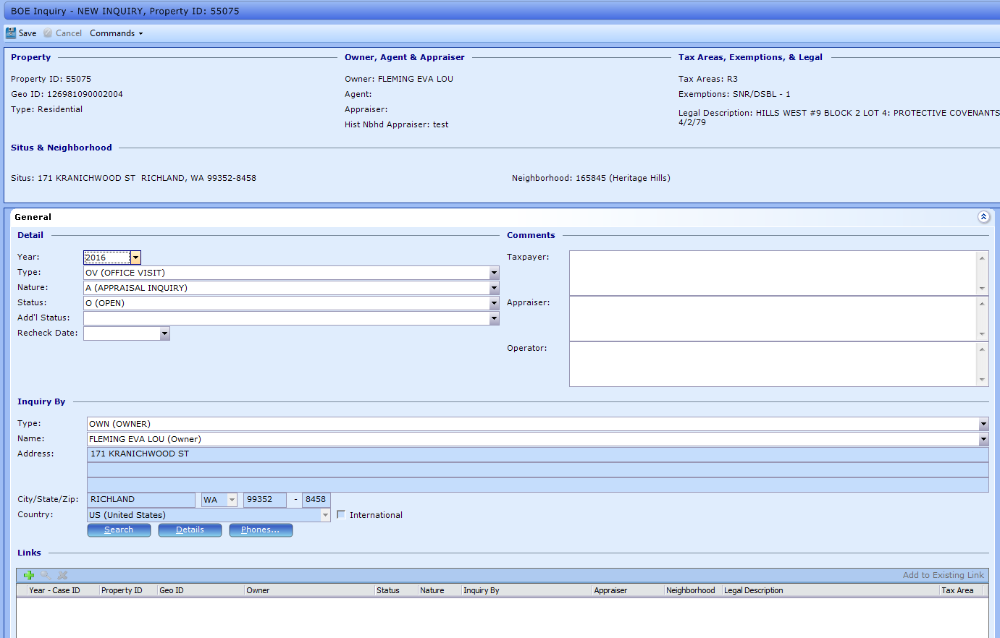 BOE Inquiry - NEW INQUIRY, Property ID: 55075
Save Cancel Commands
Property
Property ID: 55075
Geo ID: 126981090002004
Type: Residential
Owner, Agent & Appraiser
Owner: FLEMING EVA LOU
Agent:
Appraiser:
Hist Nbhd Appraiser: test
Tax Areas, Exemptions, & Legal
Tax Areas: R3
Exemptions: SNR/DSBL - 1
Legal Description: HILLS WEST #9 BLOCK 2 LOT 4: PROTECTIVE COVENANTS
4/2/79
Situs & Neighborhood
Situs: 171 KRANICHWOOD ST  RICHLAND, WA 99352-8458
Neighborhood: 165845 (Heritage Hills)
General
Detail
Year: 2016
Type: OV (OFFICE VISIT)
Nature: A (APPRAISAL INQUIRY)
Status: O (OPEN)
Add'l Status:
Recheck Date:
Comments
Taxpayer:
Appraiser:
Operator:
Inquiry By
Type: OWN (OWNER)
Name: FLEMING EVA LOU (Owner)
Address: 171 KRANICHWOOD ST
City/State/Zip: RICHLAND WA 99352 - 8458
Country: US (United States) International
Search Details Phones...
Links
Add to Existing Link
Year - Case ID Property ID Geo ID Owner Status Nature Inquiry By Appraiser Neighborhood Legal Description Tax Area